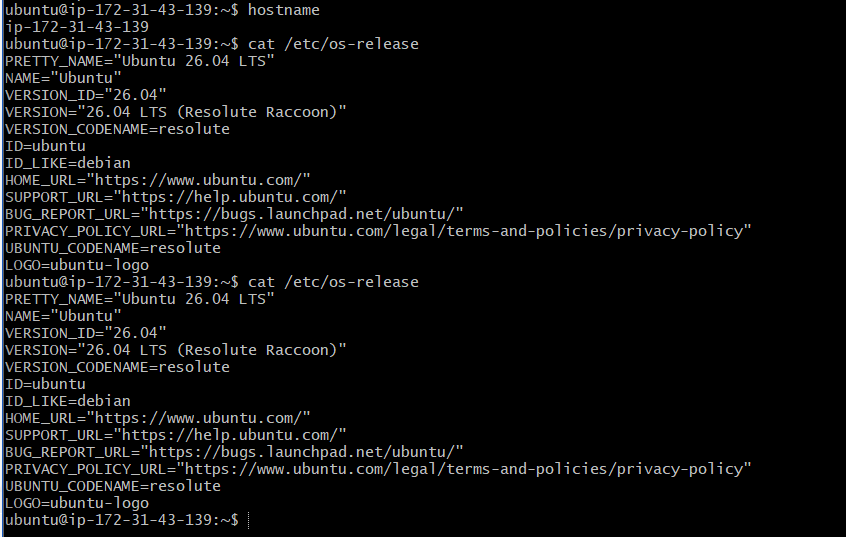 ubuntu@ip-172-31-43-139:~$ hostname
ip-172-31-43-139
ubuntu@ip-172-31-43-139:~$ cat /etc/os-release
PRETTY_NAME="Ubuntu 26.04 LTS"
NAME="Ubuntu"
VERSION_ID="26.04"
VERSION="26.04 LTS (Resolute Raccoon)"
VERSION_CODENAME=resolute
ID=ubuntu
ID_LIKE=debian
HOME_URL="https://www.ubuntu.com/"
SUPPORT_URL="https://help.ubuntu.com/"
BUG_REPORT_URL="https://bugs.launchpad.net/ubuntu/"
PRIVACY_POLICY_URL="https://www.ubuntu.com/legal/terms-and-policies/privacy-policy"
UBUNTU_CODENAME=resolute
LOGO=ubuntu-logo
ubuntu@ip-172-31-43-139:~$ cat /etc/os-release
PRETTY_NAME="Ubuntu 26.04 LTS"
NAME="Ubuntu"
VERSION_ID="26.04"
VERSION="26.04 LTS (Resolute Raccoon)"
VERSION_CODENAME=resolute
ID=ubuntu
ID_LIKE=debian
HOME_URL="https://www.ubuntu.com/"
SUPPORT_URL="https://help.ubuntu.com/"
BUG_REPORT_URL="https://bugs.launchpad.net/ubuntu/"
PRIVACY_POLICY_URL="https://www.ubuntu.com/legal/terms-and-policies/privacy-policy"
UBUNTU_CODENAME=resolute
LOGO=ubuntu-logo
ubuntu@ip-172-31-43-139:~$